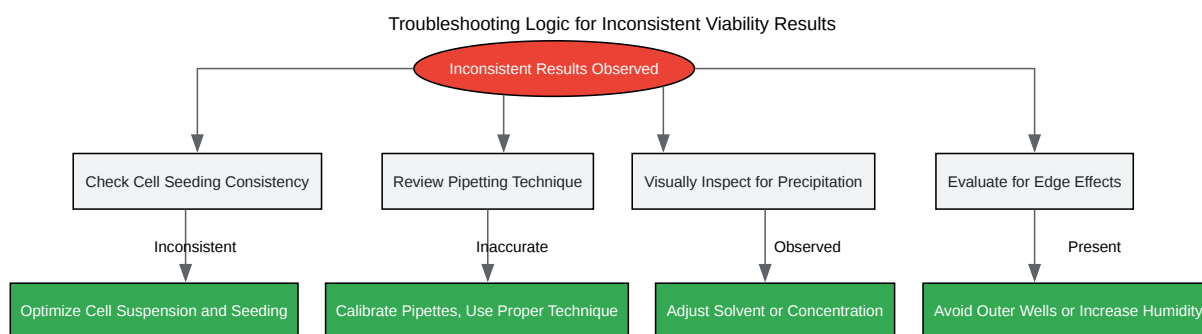 Troubleshooting Logic for Inconsistent Viability Results
Inconsistent Results Observed
Check Cell Seeding Consistency
Review Pipetting Technique
Visually Inspect for Precipitation
Evaluate for Edge Effects
Inconsistent
Inaccurate
Observed
Present
Optimize Cell Suspension and Seeding
Calibrate Pipettes, Use Proper Technique
Adjust Solvent or Concentration
Avoid Outer Wells or Increase Humidity